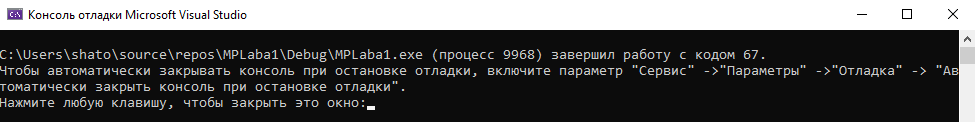 Консоль отладки Microsoft Visual Studio
C:\Users\shato\source\repos\MPLaba1\Debug\MPLaba1.exe (процесс 9968) завершил работу с кодом 67.
Чтобы автоматически закрывать консоль при остановке отладки, включите параметр "Сервис" ->"Параметры" ->"Отладка" -> "Ав
томатически закрыть консоль при остановке отладки".
Нажмите любую клавишу, чтобы закрыть это окно: